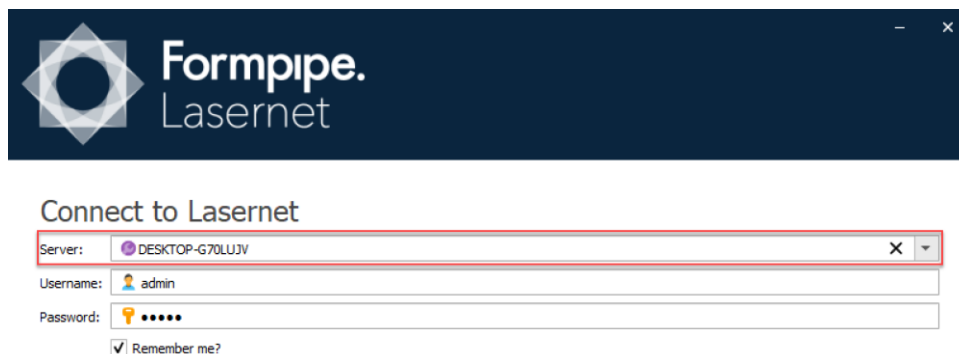 Formpipe.
Lasernet
Connect to Lasernet
Server: DESKTOP-G70LUJV
Username: admin
Password: •••••
Remember me?